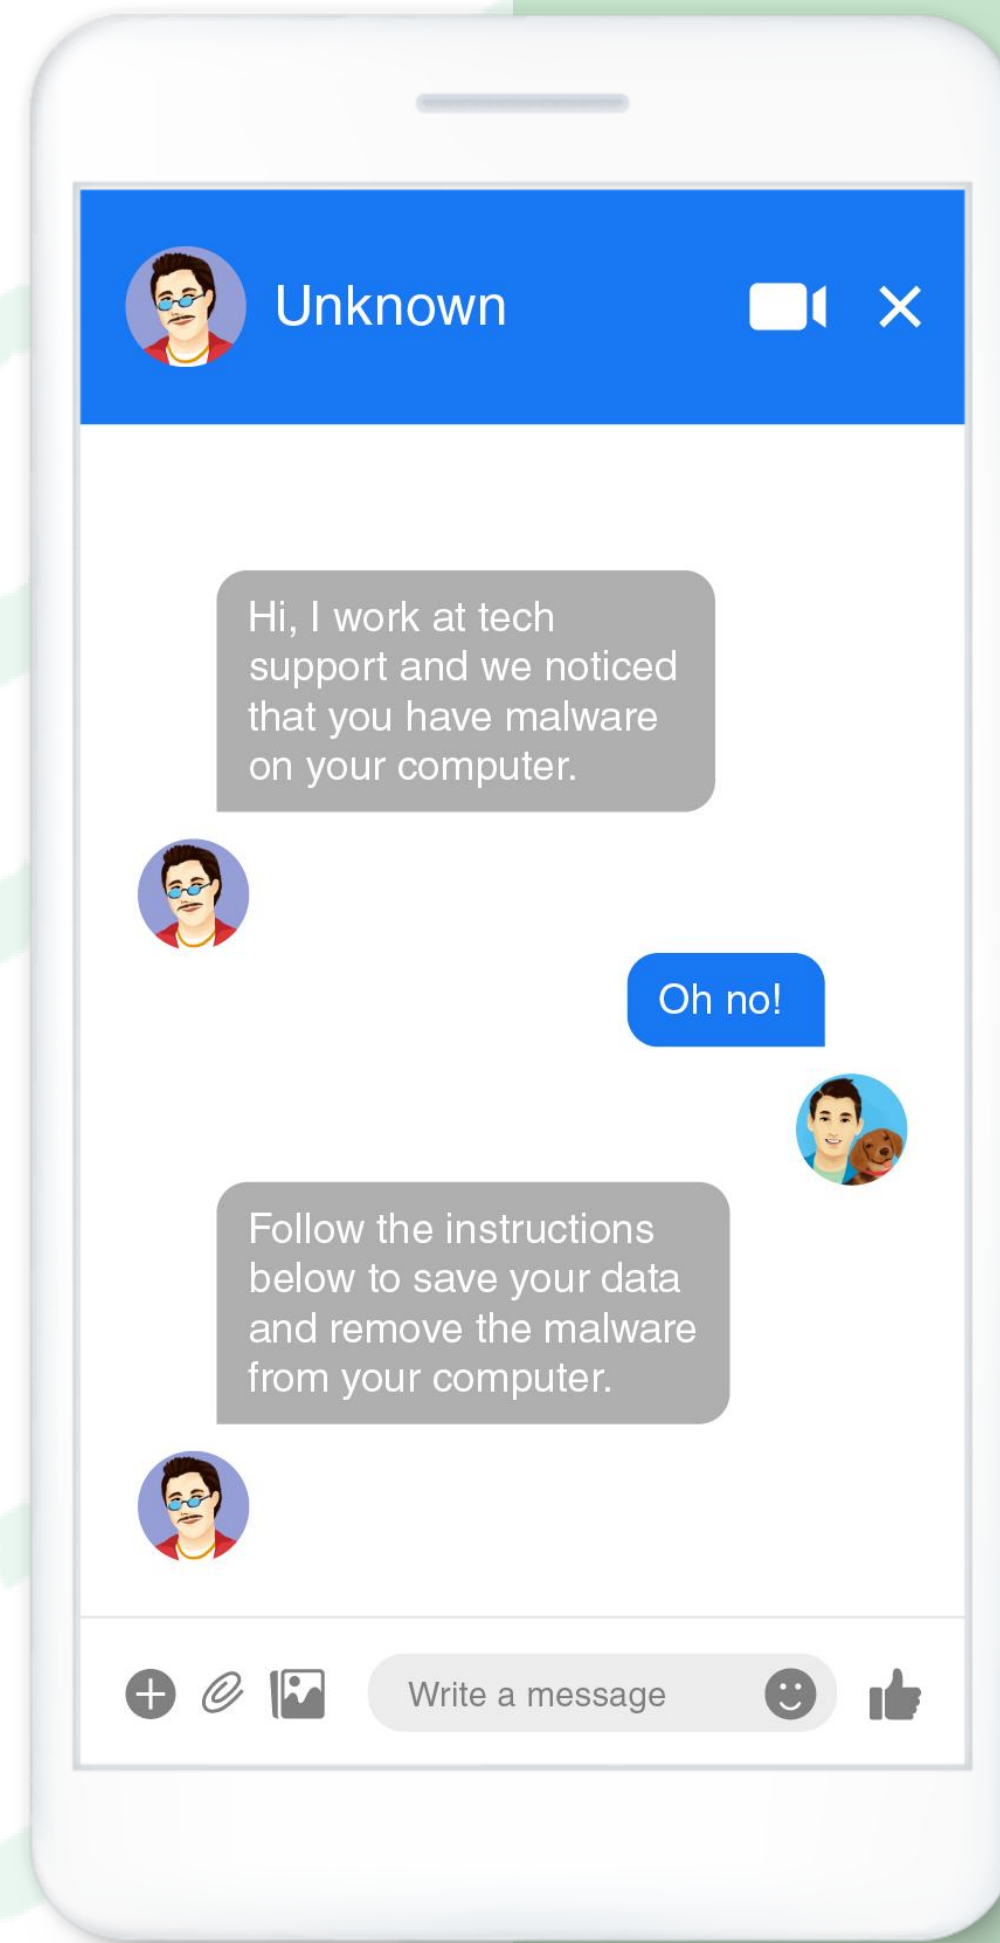 Unknown
Hi, I work at tech
support and we noticed
that you have malware
on your computer.
Oh no!
Follow the instructions
below to save your data
and remove the malware
from your computer.
Write a message